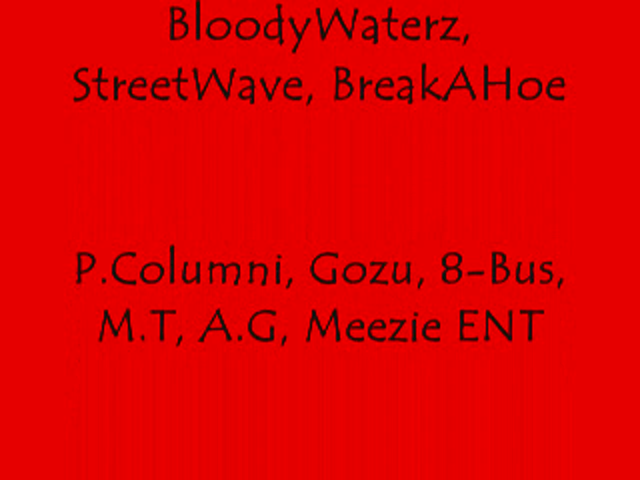 BloodyWaterz,
StreetWave, BreakAHoe
P.Columni, Gozu, 8-Bus,
M.T, A.G, Meezie ENT